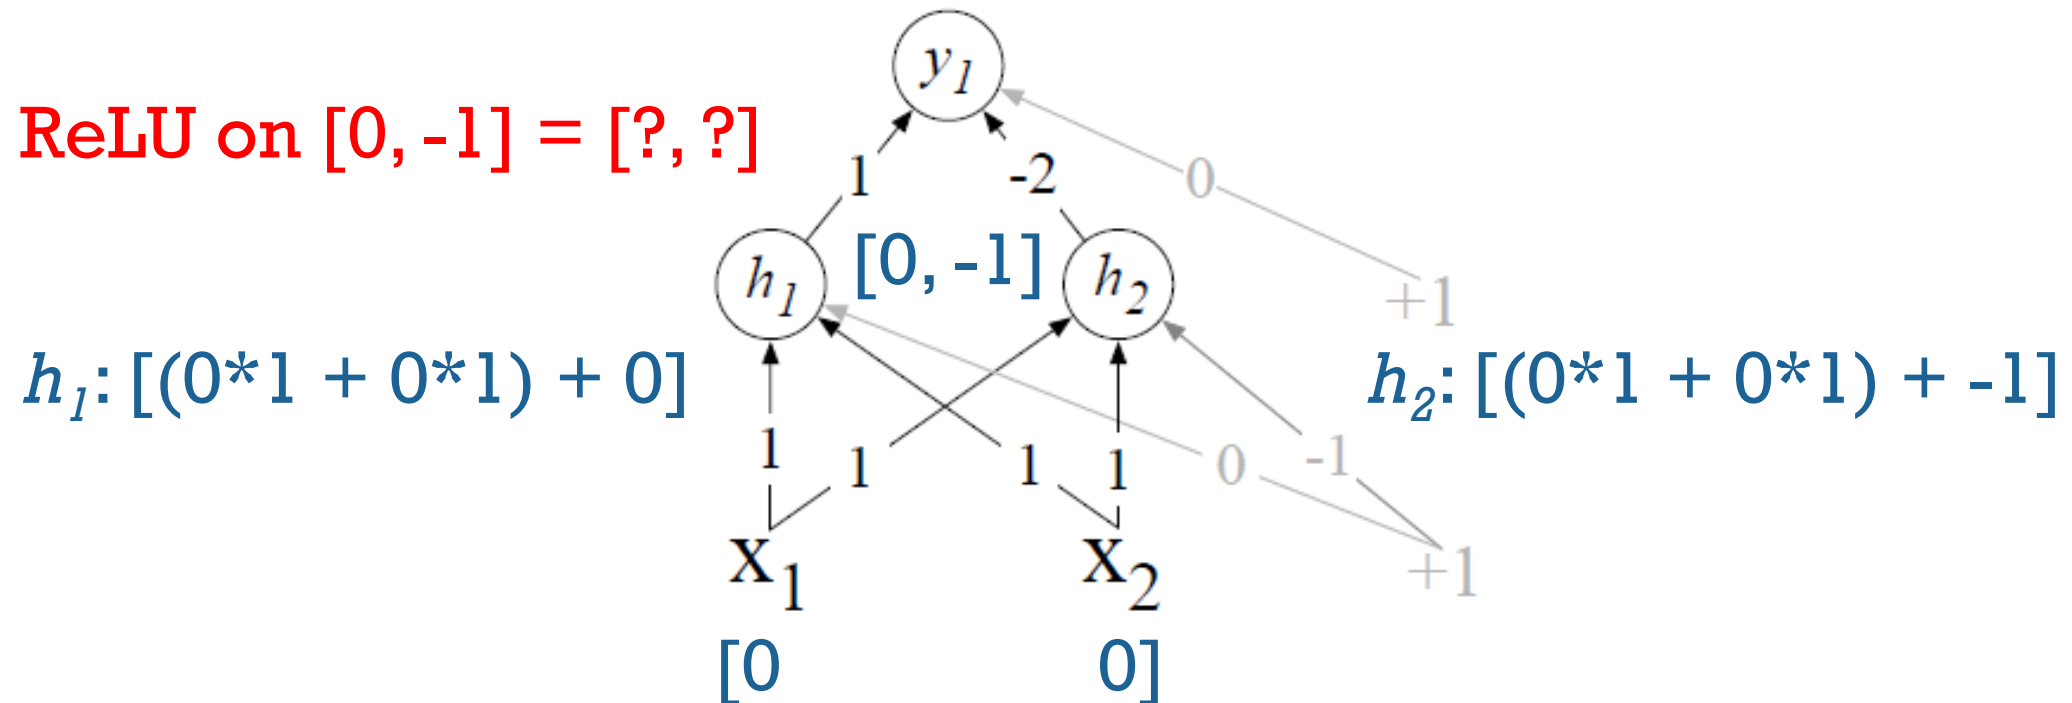 y1
ReLU on [0, -1] = [?, ?]
1
-2
0
h1
[0, -1]
h2
+1
h1: [(0*1 + 0*1) + 0]
h2: [(0*1 + 0*1) + -1]
1
1
1
1
0
-1
x1
x2
+1
[0
0]